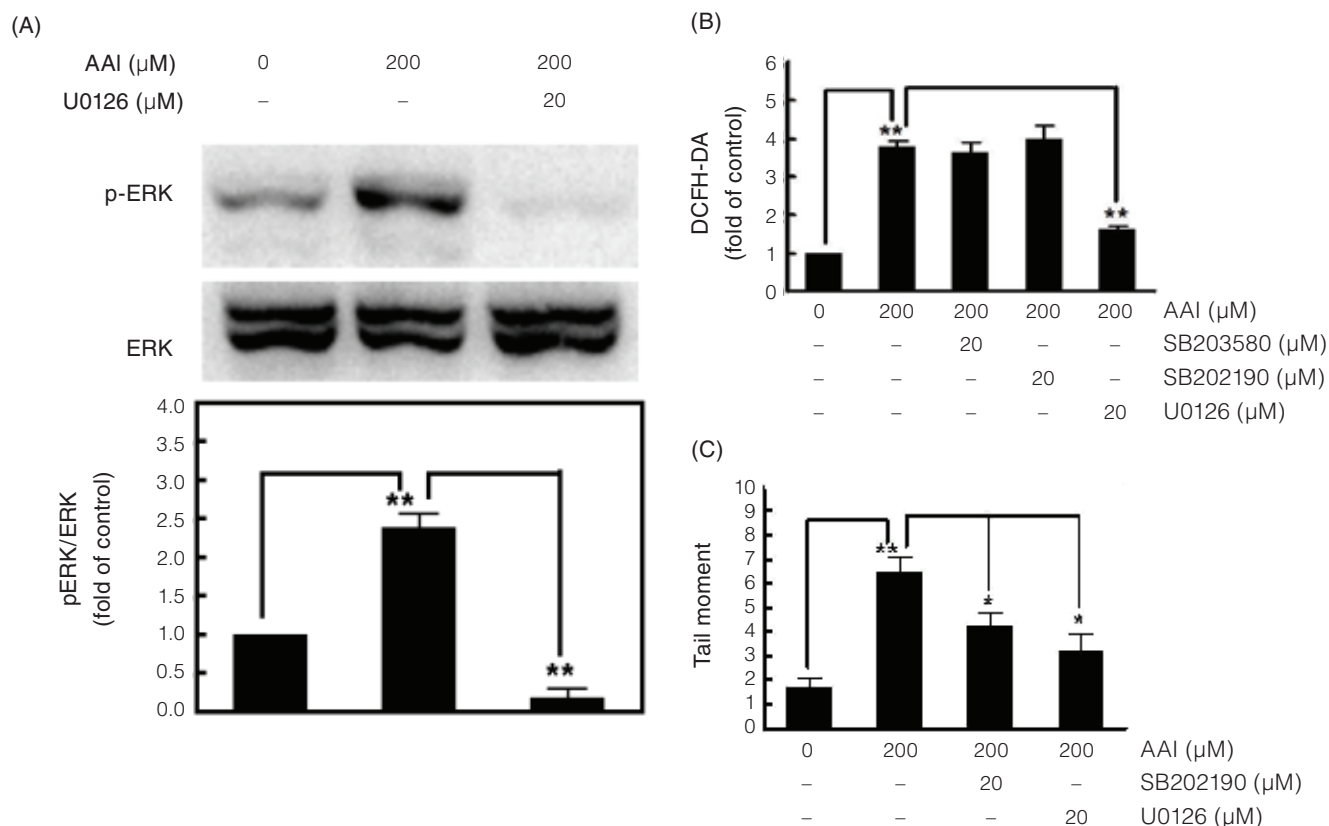 (A)
AAI (μM) 0 200 200
U0126 (μM) – – 20
p-ERK
ERK
pERK/ERK
(fold of control)
4.0
3.5
3.0
2.5
2.0
1.5
1.0
0.5
0.0
**
**
(B)
DCFH-DA
(fold of control)
6
5
4
3
2
1
0
**
**
0 200 200 200 200 AAI (μM)
– – 20 – – SB203580 (μM)
– – – 20 – SB202190 (μM)
– – – – 20 U0126 (μM)
(C)
Tail moment
10
9
8
7
6
5
4
3
2
1
0
**
*
*
0 200 200 200 AAI (μM)
– – 20 – SB202190 (μM)
– – – 20 U0126 (μM)